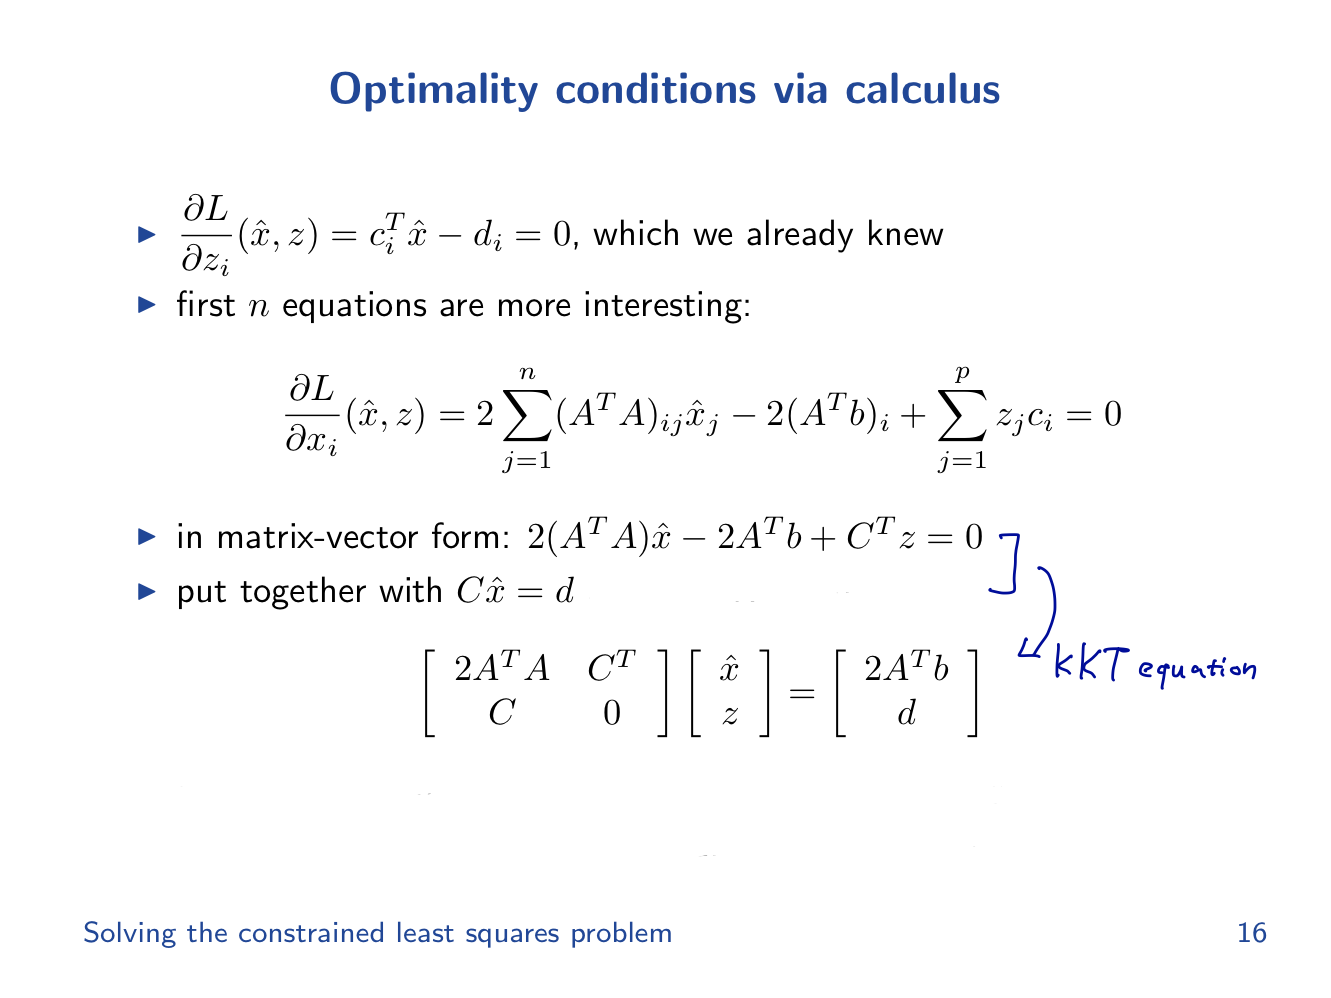 Optimality conditions via calculus
▶ ∂L/∂z_i (x̂, z) = c_i^T x̂ − d_i = 0, which we already knew
▶ first n equations are more interesting:
∂L/∂x_i (x̂, z) = 2 ∑_{j=1}^{n} (A^T A)_{ij} x̂_j − 2(A^T b)_i + ∑_{j=1}^{p} z_j c_i = 0
▶ in matrix-vector form: 2(A^T A)x̂ − 2A^T b + C^T z = 0
▶ put together with Cx̂ = d
[ 2A^T A C^T ; C 0 ] [ x̂ ; z ] = [ 2A^T b ; d ]
KKT equation
Solving the constrained least squares problem 16